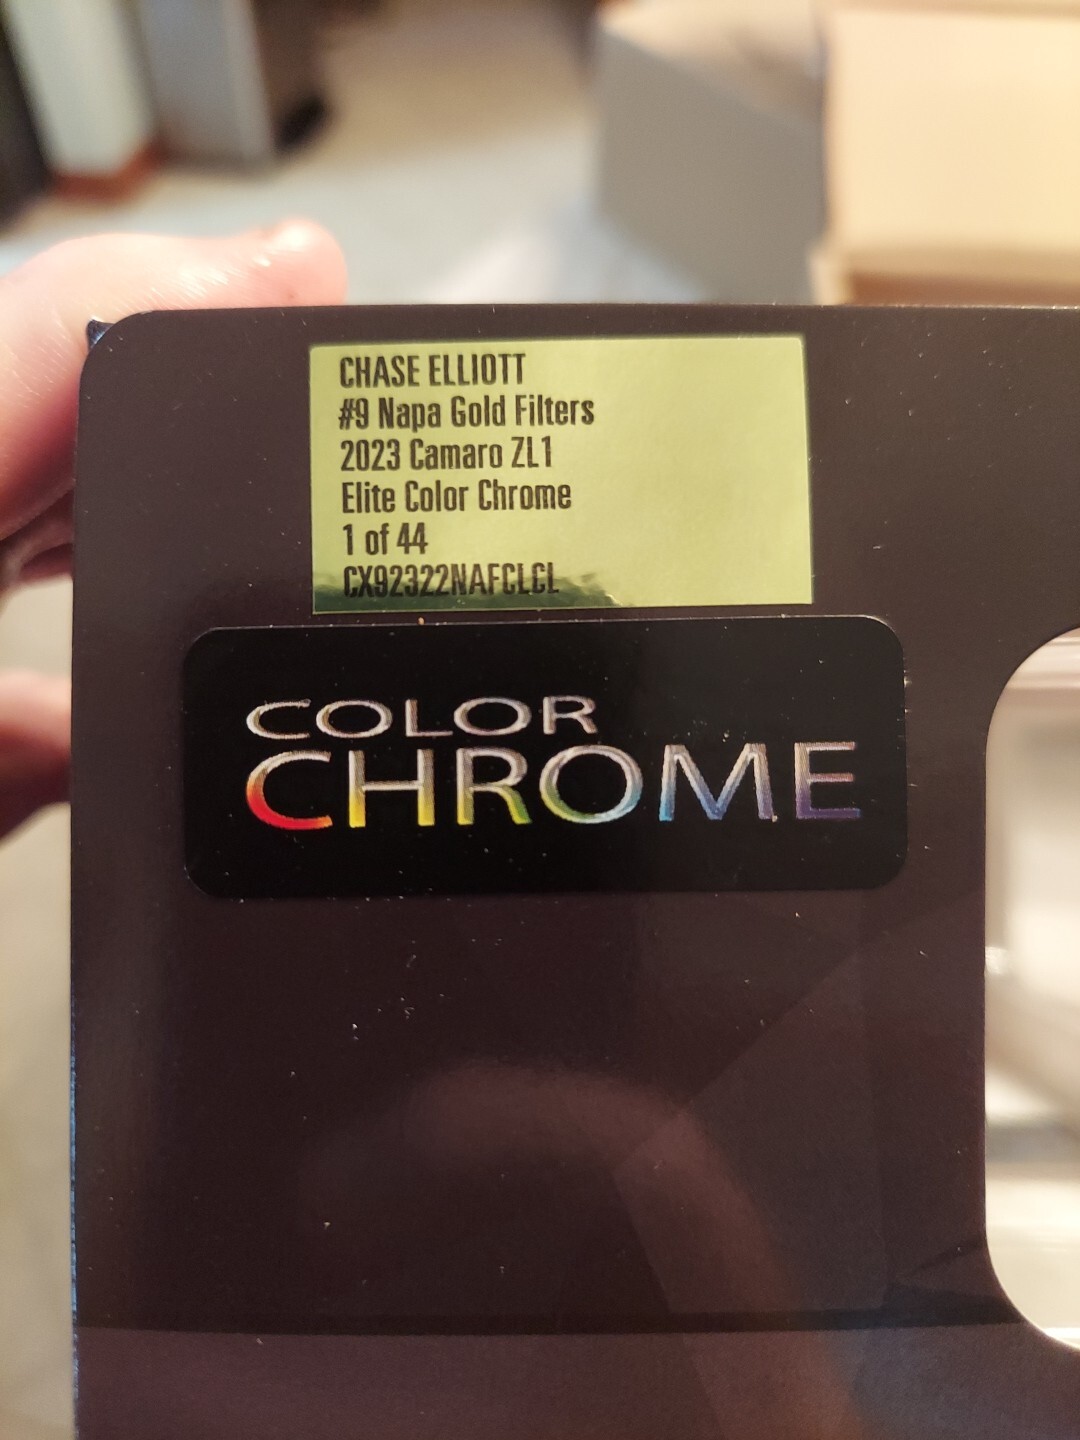 CHASE ELLIOTT
#9 Napa Gold Filters
2023 Camaro ZL1
Elite Color Chrome
1 of 44
CX92322NAFCLCL
COLOR
CHROME